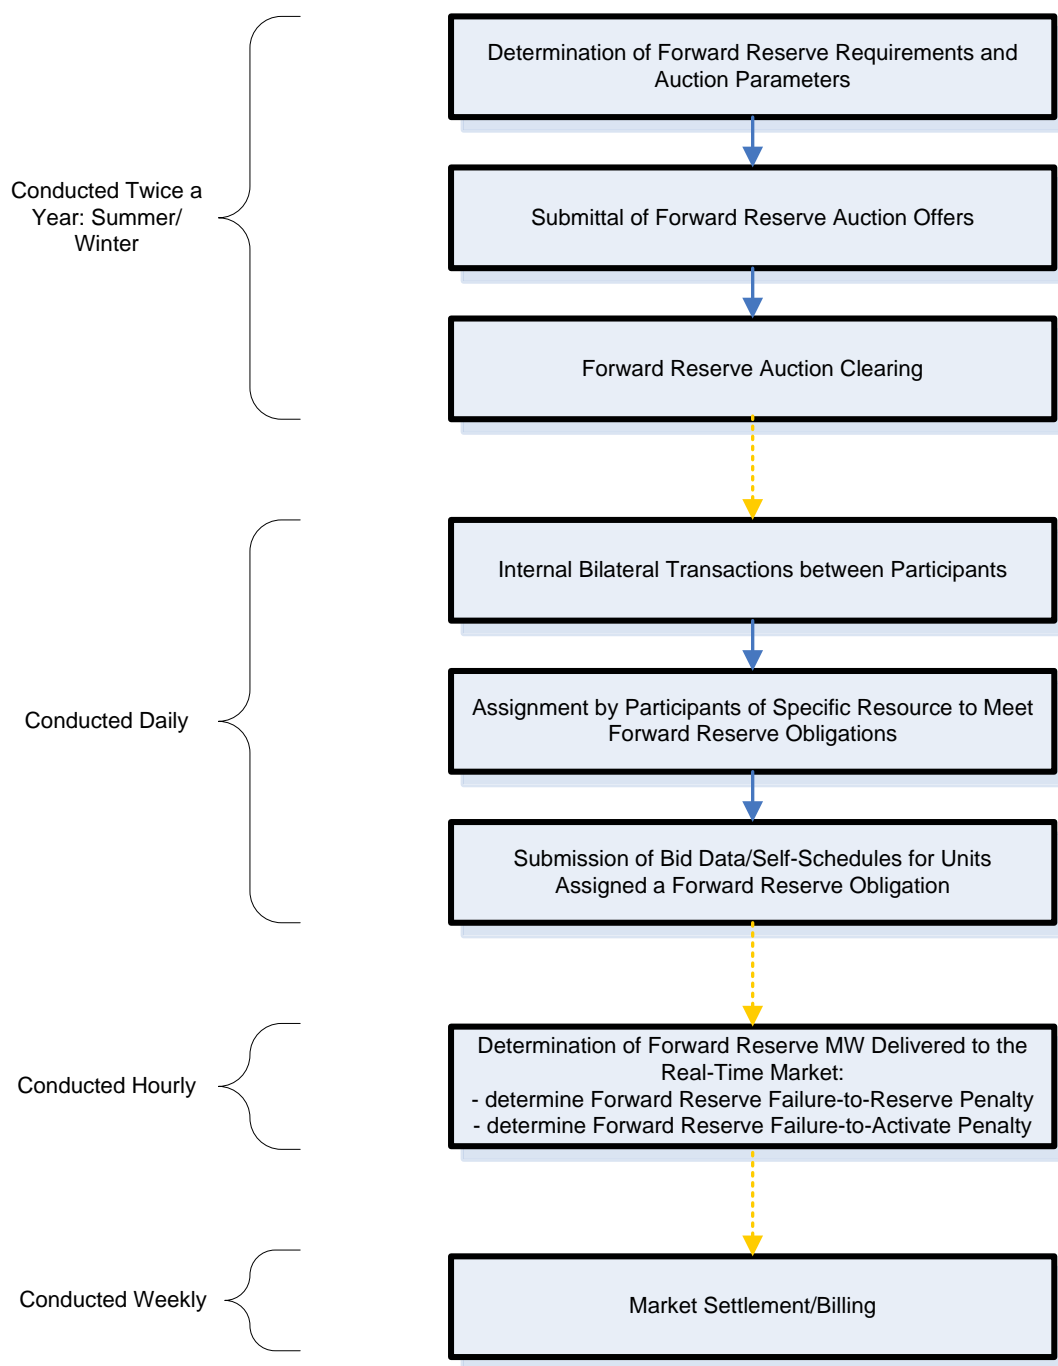 Determination of Forward Reserve Requirements and
Auction Parameters
Conducted Twice a
Year: Summer/
Winter
Submittal of Forward Reserve Auction Offers
Forward Reserve Auction Clearing
Internal Bilateral Transactions between Participants
Conducted Daily
Assignment by Participants of Specific Resource to Meet
Forward Reserve Obligations
Submission of Bid Data/Self-Schedules for Units
Assigned a Forward Reserve Obligation
Conducted Hourly
Determination of Forward Reserve MW Delivered to the
Real-Time Market:
- determine Forward Reserve Failure-to-Reserve Penalty
- determine Forward Reserve Failure-to-Activate Penalty
Conducted Weekly
Market Settlement/Billing